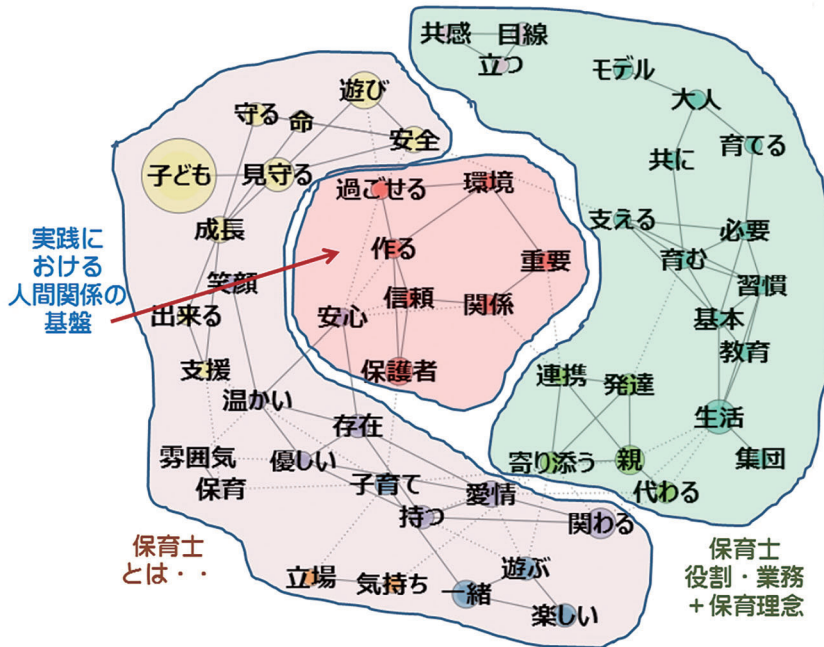 共感
目線
立つ
モデル
大人
共に
育てる
支える
必要
育む
習慣
基本
教育
連携
発達
生活
寄り添う
親
集団
代わる
保育士
役割・業務
+保育理念
遊び
守る
命
安全
子ども
見守る
成長
笑顔
出来る
支援
温かい
存在
雰囲気
優しい
保育
子育て
愛情
持つ
関わる
立場
気持ち
一緒
遊ぶ
楽しい
保育士
とは・・
過ごせる
環境
作る
重要
信頼
関係
安心
保護者
実践に
おける
人間関係の
基盤